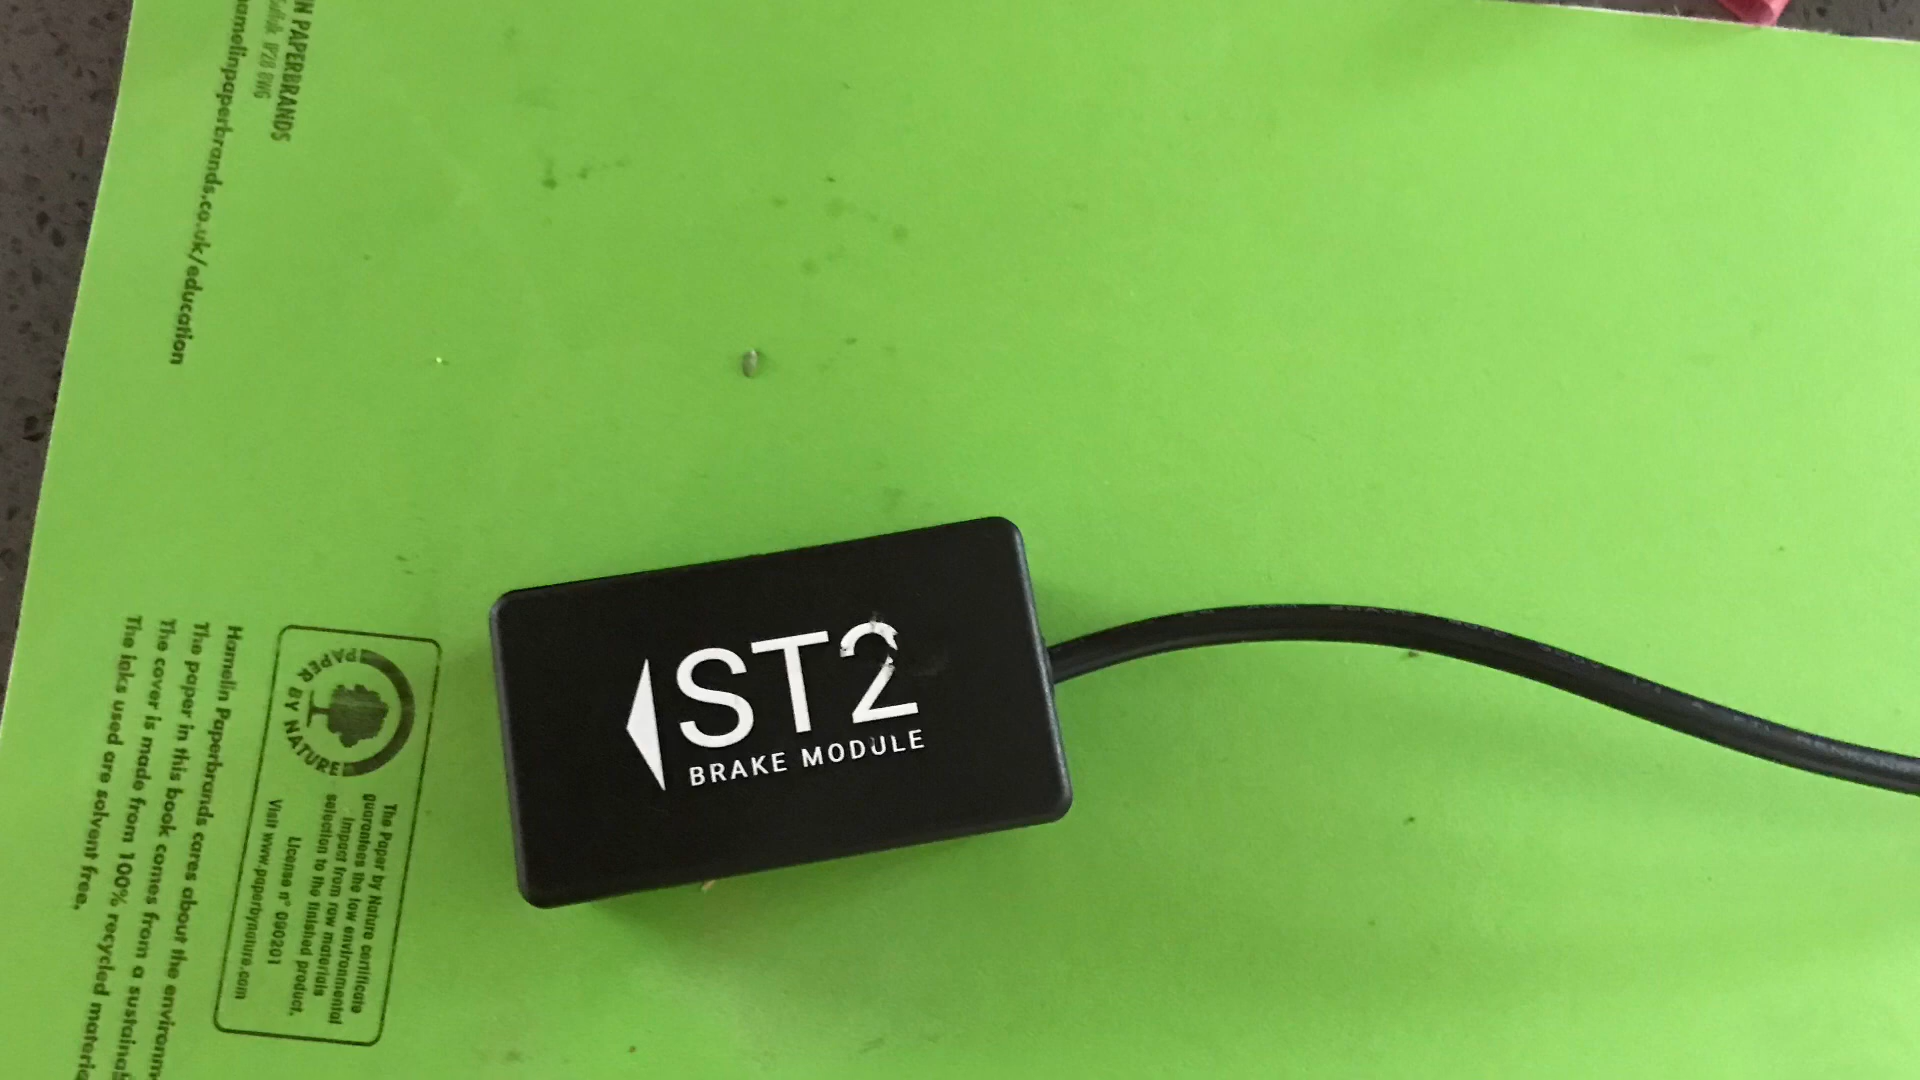 ST2
BRAKE MODULE
N PAPERBRANDS
IP28 6WG
hamelinpaperbrands.co.uk/education
Hamelin Paperbrands cares about the environm
The paper in this book comes from a sustainab
The cover is made from 100% recycled materia
The inks used are solvent free.
PAPER BY NATURE
The Paper by Nature certificate
guarantees the low environmental
impact from raw materials
selection to the finished product.
License n° 090201
Visit www.paperbynature.com